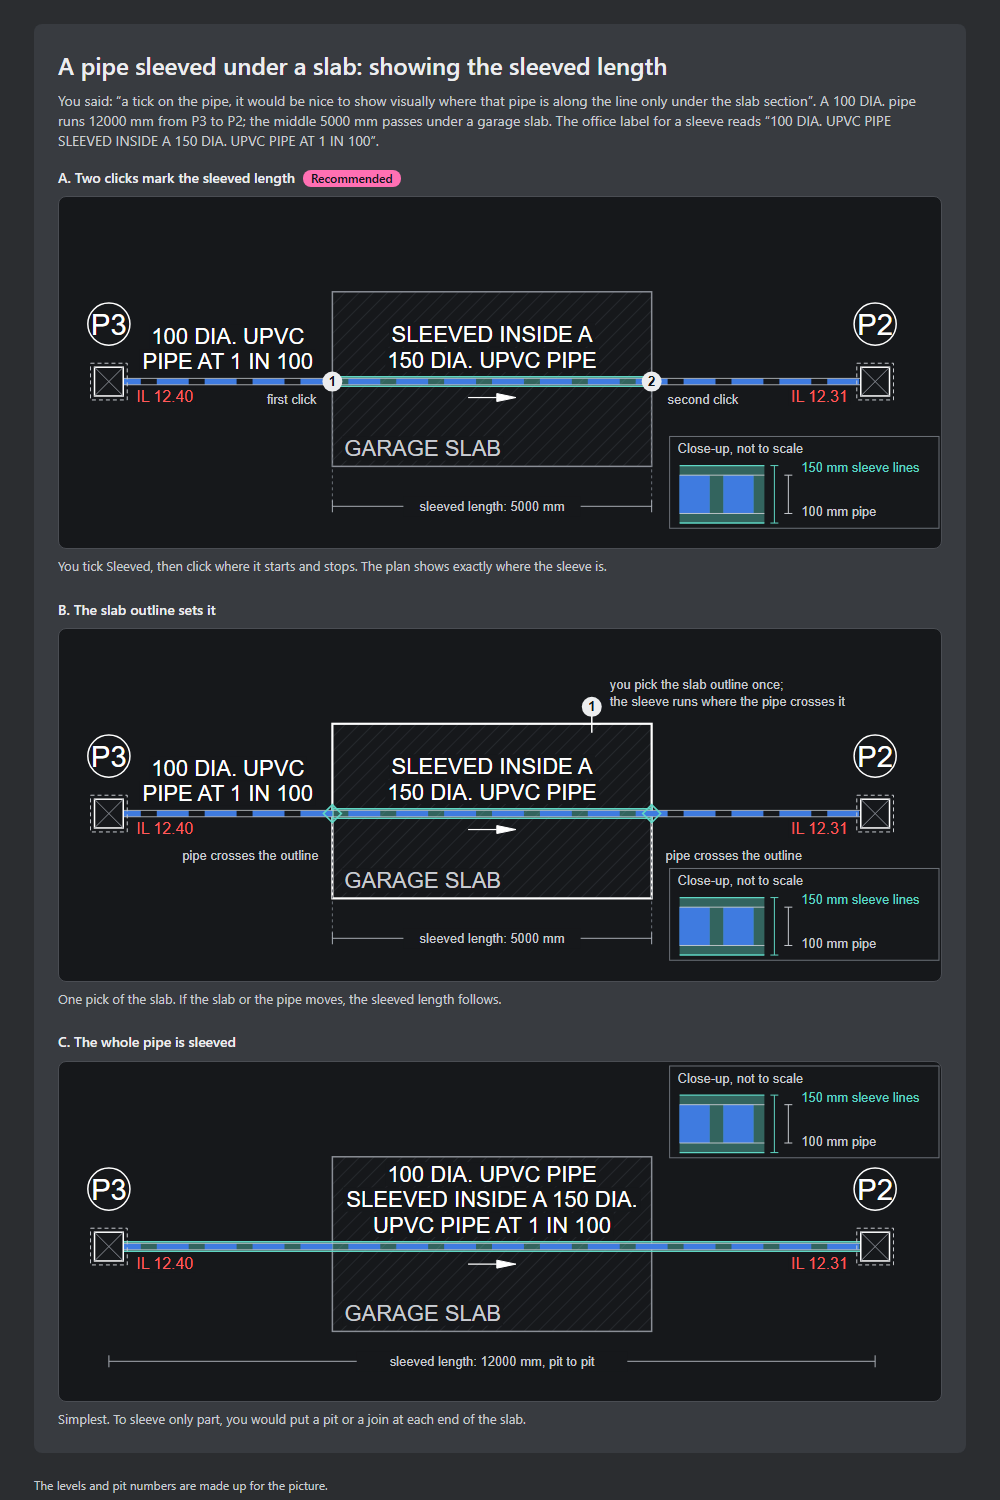 A pipe sleeved under a slab: showing the sleeved length
You said: “a tick on the pipe, it would be nice to show visually where that pipe is along the line only under the slab section”. A 100 DIA. pipe
runs 12000 mm from P3 to P2; the middle 5000 mm passes under a garage slab. The office label for a sleeve reads “100 DIA. UPVC PIPE
SLEEVED INSIDE A 150 DIA. UPVC PIPE AT 1 IN 100”.
A. Two clicks mark the sleeved length Recommended
P3
100 DIA. UPVC
PIPE AT 1 IN 100
SLEEVED INSIDE A
150 DIA. UPVC PIPE
P2
1
2
IL 12.40
first click
second click
IL 12.31
GARAGE SLAB
Close-up, not to scale
150 mm sleeve lines
100 mm pipe
sleeved length: 5000 mm
You tick Sleeved, then click where it starts and stops. The plan shows exactly where the sleeve is.
B. The slab outline sets it
you pick the slab outline once;
the sleeve runs where the pipe crosses it
1
P3
100 DIA. UPVC
PIPE AT 1 IN 100
SLEEVED INSIDE A
150 DIA. UPVC PIPE
P2
IL 12.40
IL 12.31
pipe crosses the outline
pipe crosses the outline
GARAGE SLAB
Close-up, not to scale
150 mm sleeve lines
100 mm pipe
sleeved length: 5000 mm
One pick of the slab. If the slab or the pipe moves, the sleeved length follows.
C. The whole pipe is sleeved
Close-up, not to scale
150 mm sleeve lines
100 mm pipe
P3
100 DIA. UPVC PIPE
SLEEVED INSIDE A 150 DIA.
UPVC PIPE AT 1 IN 100
P2
IL 12.40
IL 12.31
GARAGE SLAB
sleeved length: 12000 mm, pit to pit
Simplest. To sleeve only part, you would put a pit or a join at each end of the slab.
The levels and pit numbers are made up for the picture.